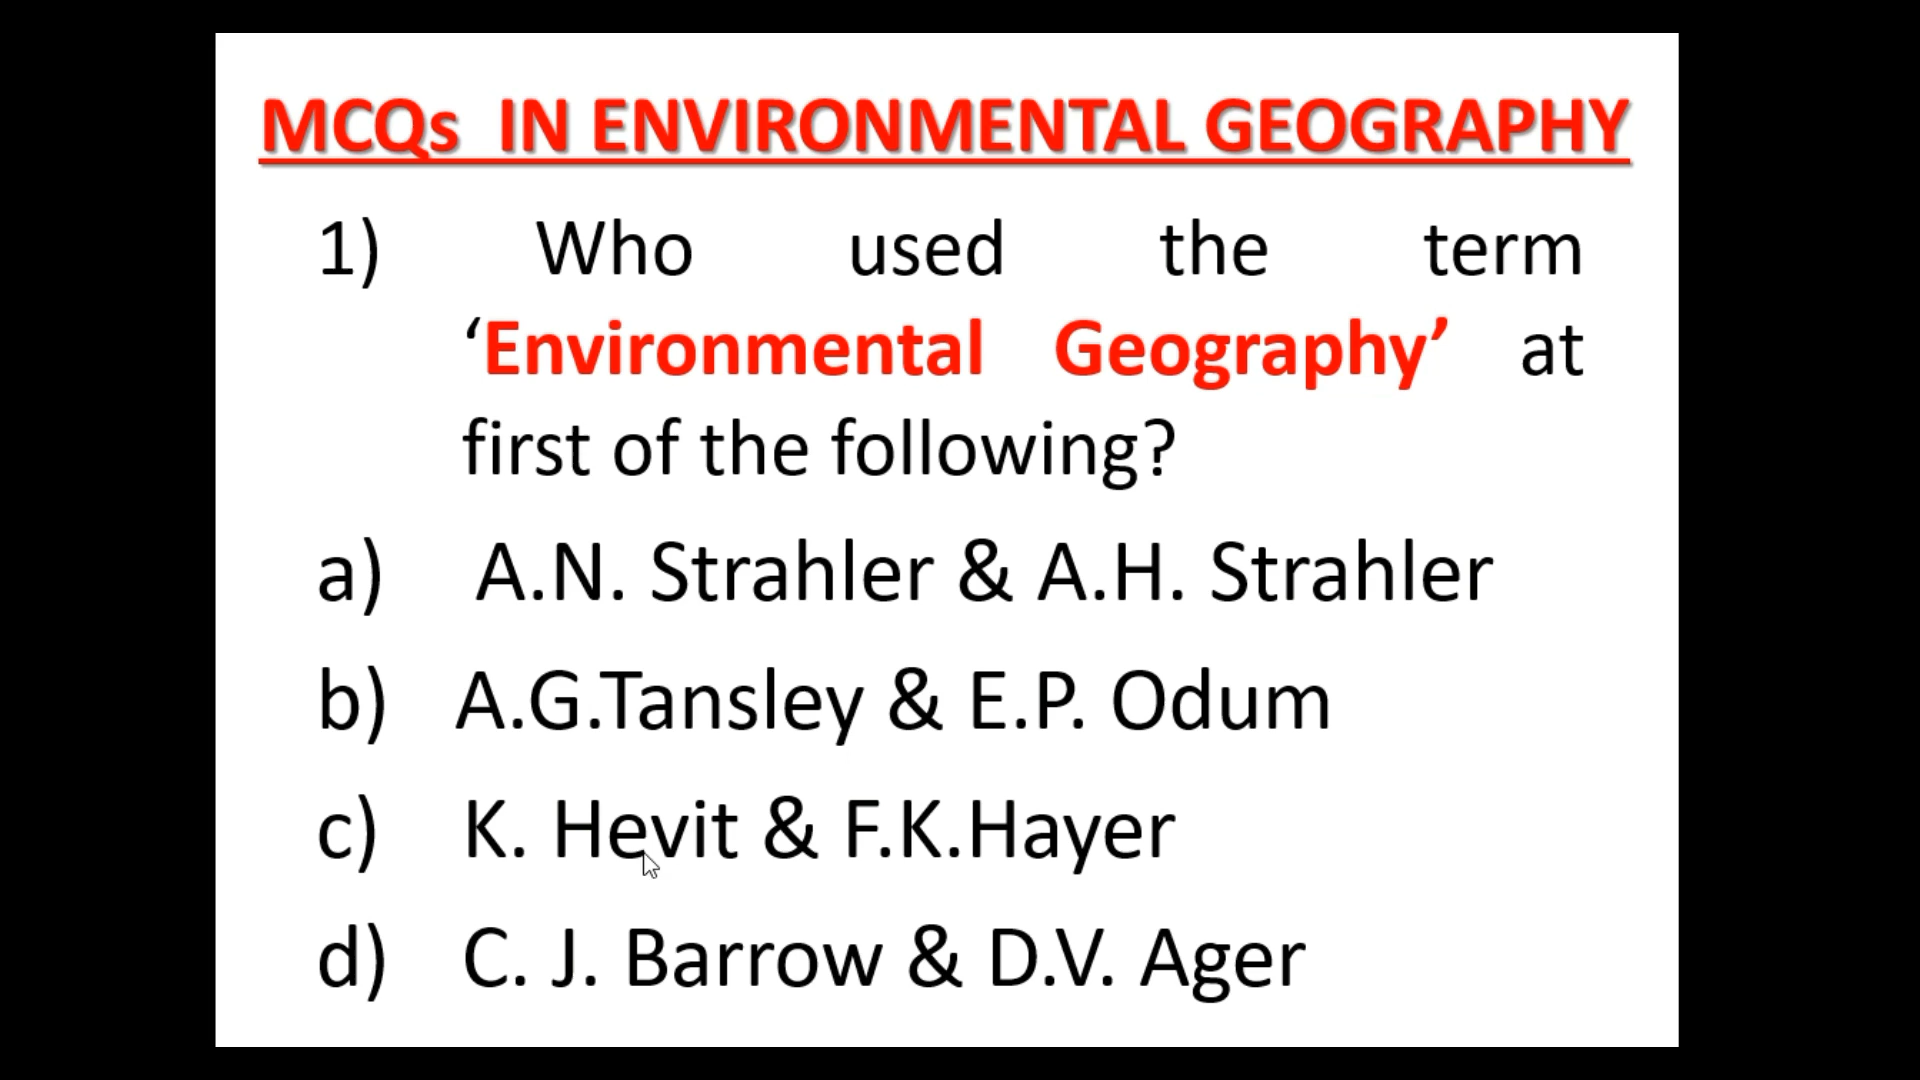 MCQs IN ENVIRONMENTAL GEOGRAPHY
1) Who used the term
‘Environmental Geography’ at
first of the following?
a) A.N. Strahler & A.H. Strahler
b) A.G.Tansley & E.P. Odum
c) K. Hevit & F.K.Hayer
d) C. J. Barrow & D.V. Ager